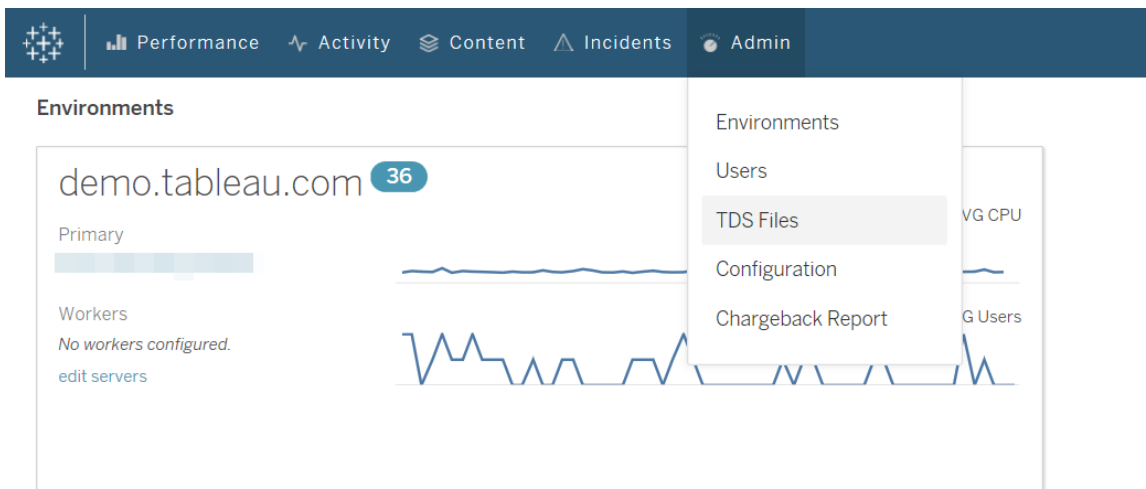 Performance Activity Content Incidents Admin
Environments
Environments
Users
TDS Files
Configuration
Chargeback Report
demo.tableau.com 36
Primary
Workers
No workers configured.
edit servers
CPU
Users